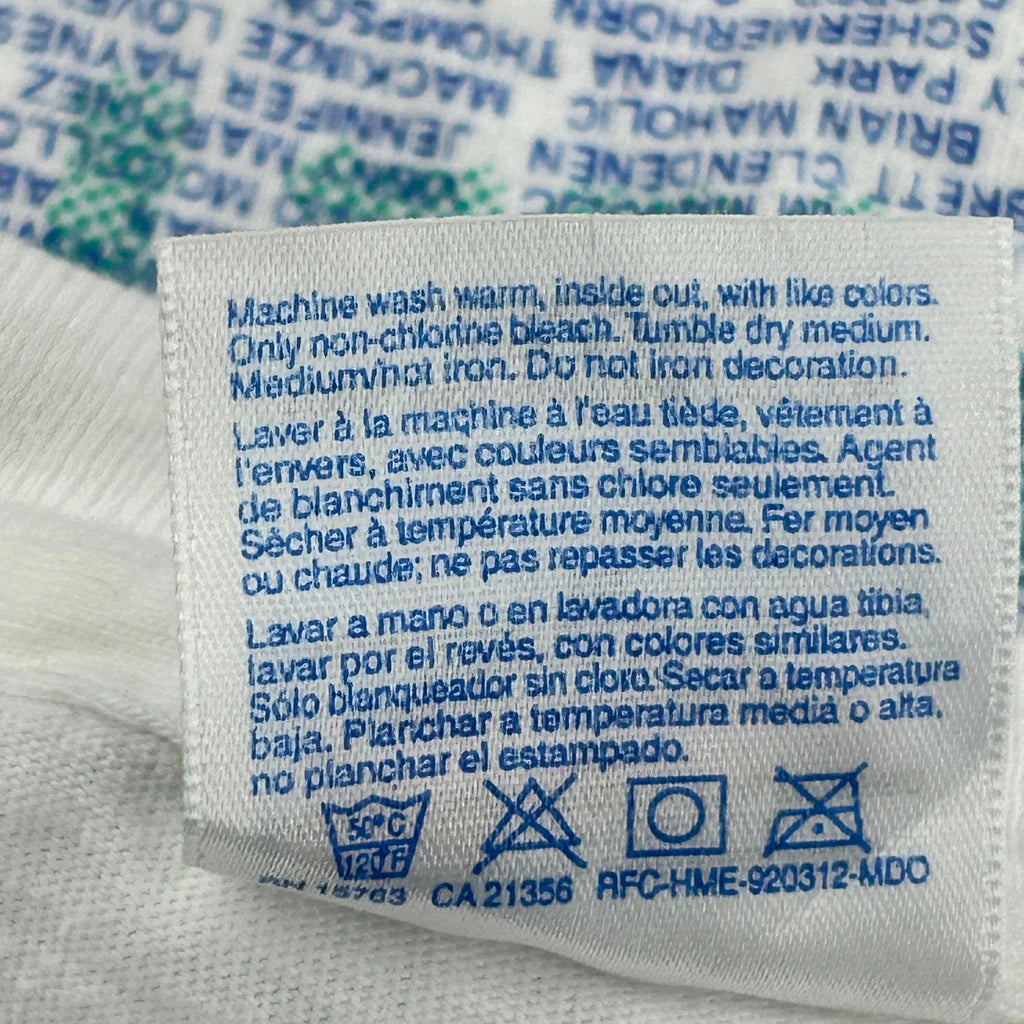 SCHERMERHORN
THOMPSON
Y PARK
DIANA
MACKINZE
HAYNES
BRIAN MAHOLIC
JENNIFER
BRETT CLENDENEN
Machine wash warm, inside out, with like colors.
Only non-chlorine bleach. Tumble dry medium.
Medium/hot iron. Do not iron decoration.
Laver à la machine à l'eau tiède, vêtement à
l'envers, avec couleurs semblables. Agent
de blanchiment sans chlore seulement.
Sècher à température moyenne. Fer moyen
ou chaude; ne pas repasser les decorations.
Lavar a mano o en lavadora con agua tibia,
lavar por el revés, con colores similares.
Sólo blanqueador sin cloro. Secar a temperatura
baja. Planchar a temperatura media o alta,
no planchar el estampado.
50°C
120°F
CA 21356 RFC-HME-920312-MDO